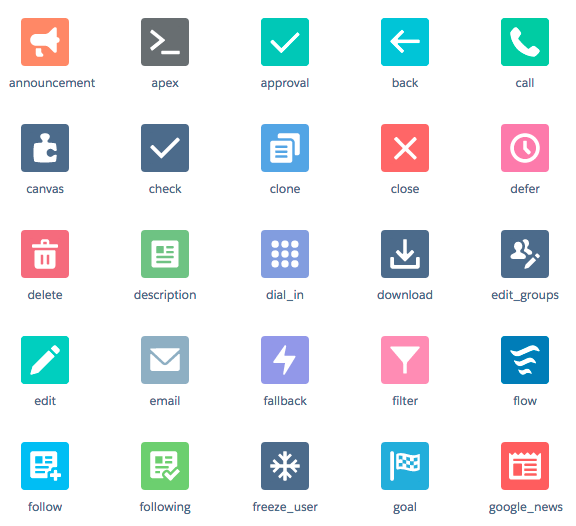 announcement apex approval back call
canvas check clone close defer
delete description dial_in download edit_groups
edit email fallback filter flow
follow following freeze_user goal google_news